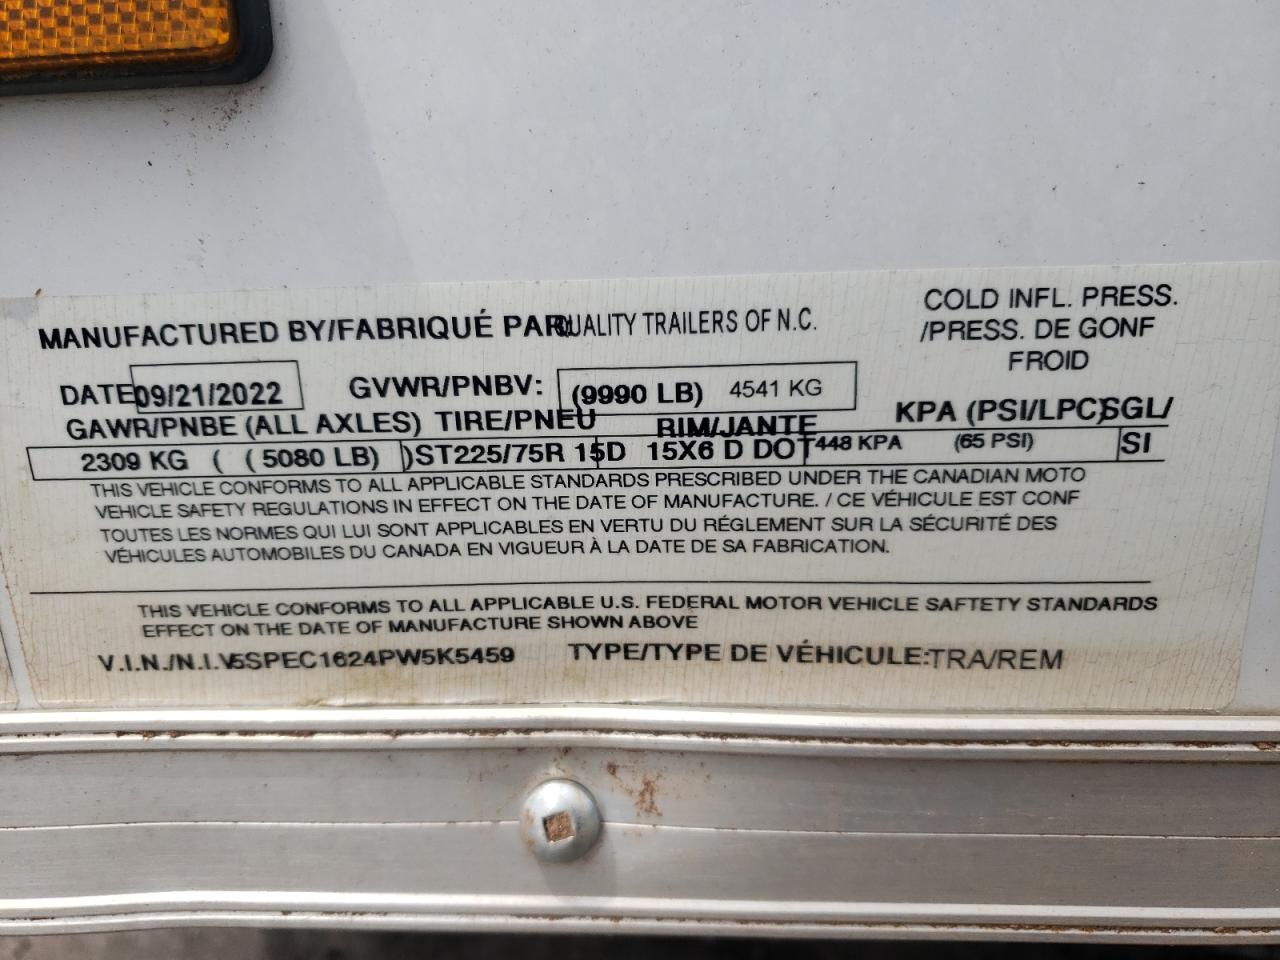 MANUFACTURED BY/FABRIQUÉ PAR: QUALITY TRAILERS OF N.C.
COLD INFL. PRESS.
/PRESS. DE GONF
FROID
DATE 09/21/2022 GVWR/PNBV: (9990 LB) 4541 KG
GAWR/PNBE (ALL AXLES) TIRE/PNEU RIM/JANTE KPA (PSI/LPC) SGL/
2309 KG ( ( 5080 LB) ) ST225/75R 15D 15X6 D DOT 448 KPA (65 PSI) SI
THIS VEHICLE CONFORMS TO ALL APPLICABLE STANDARDS PRESCRIBED UNDER THE CANADIAN MOTO
VEHICLE SAFETY REGULATIONS IN EFFECT ON THE DATE OF MANUFACTURE. / CE VÉHICULE EST CONF
TOUTES LES NORMES QUI LUI SONT APPLICABLES EN VERTU DU RÉGLEMENT SUR LA SÉCURITÉ DES
VÉHICULES AUTOMOBILES DU CANADA EN VIGUEUR À LA DATE DE SA FABRICATION.
THIS VEHICLE CONFORMS TO ALL APPLICABLE U.S. FEDERAL MOTOR VEHICLE SAFTETY STANDARDS
EFFECT ON THE DATE OF MANUFACTURE SHOWN ABOVE
V.I.N./N.I.V 5SPEC1624PW5K5459 TYPE/TYPE DE VÉHICULE: TRA/REM